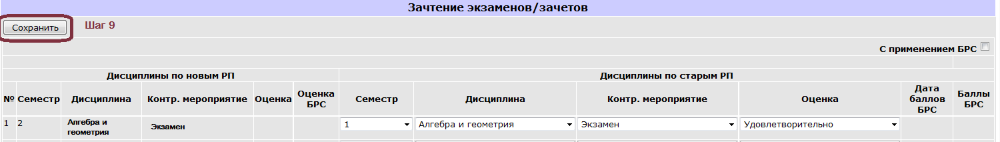 Зачтение экзаменов/зачетов
Сохранить Шаг 9
С применением БРС
Дисциплины по новым РП Дисциплины по старым РП
№ Семестр Дисциплина Контр. мероприятие Оценка Оценка БРС Семестр Дисциплина Контр. мероприятие Оценка Дата баллов БРС Баллы БРС
1 2 Алгебра и геометрия Экзамен 1 Алгебра и геометрия Экзамен Удовлетворительно